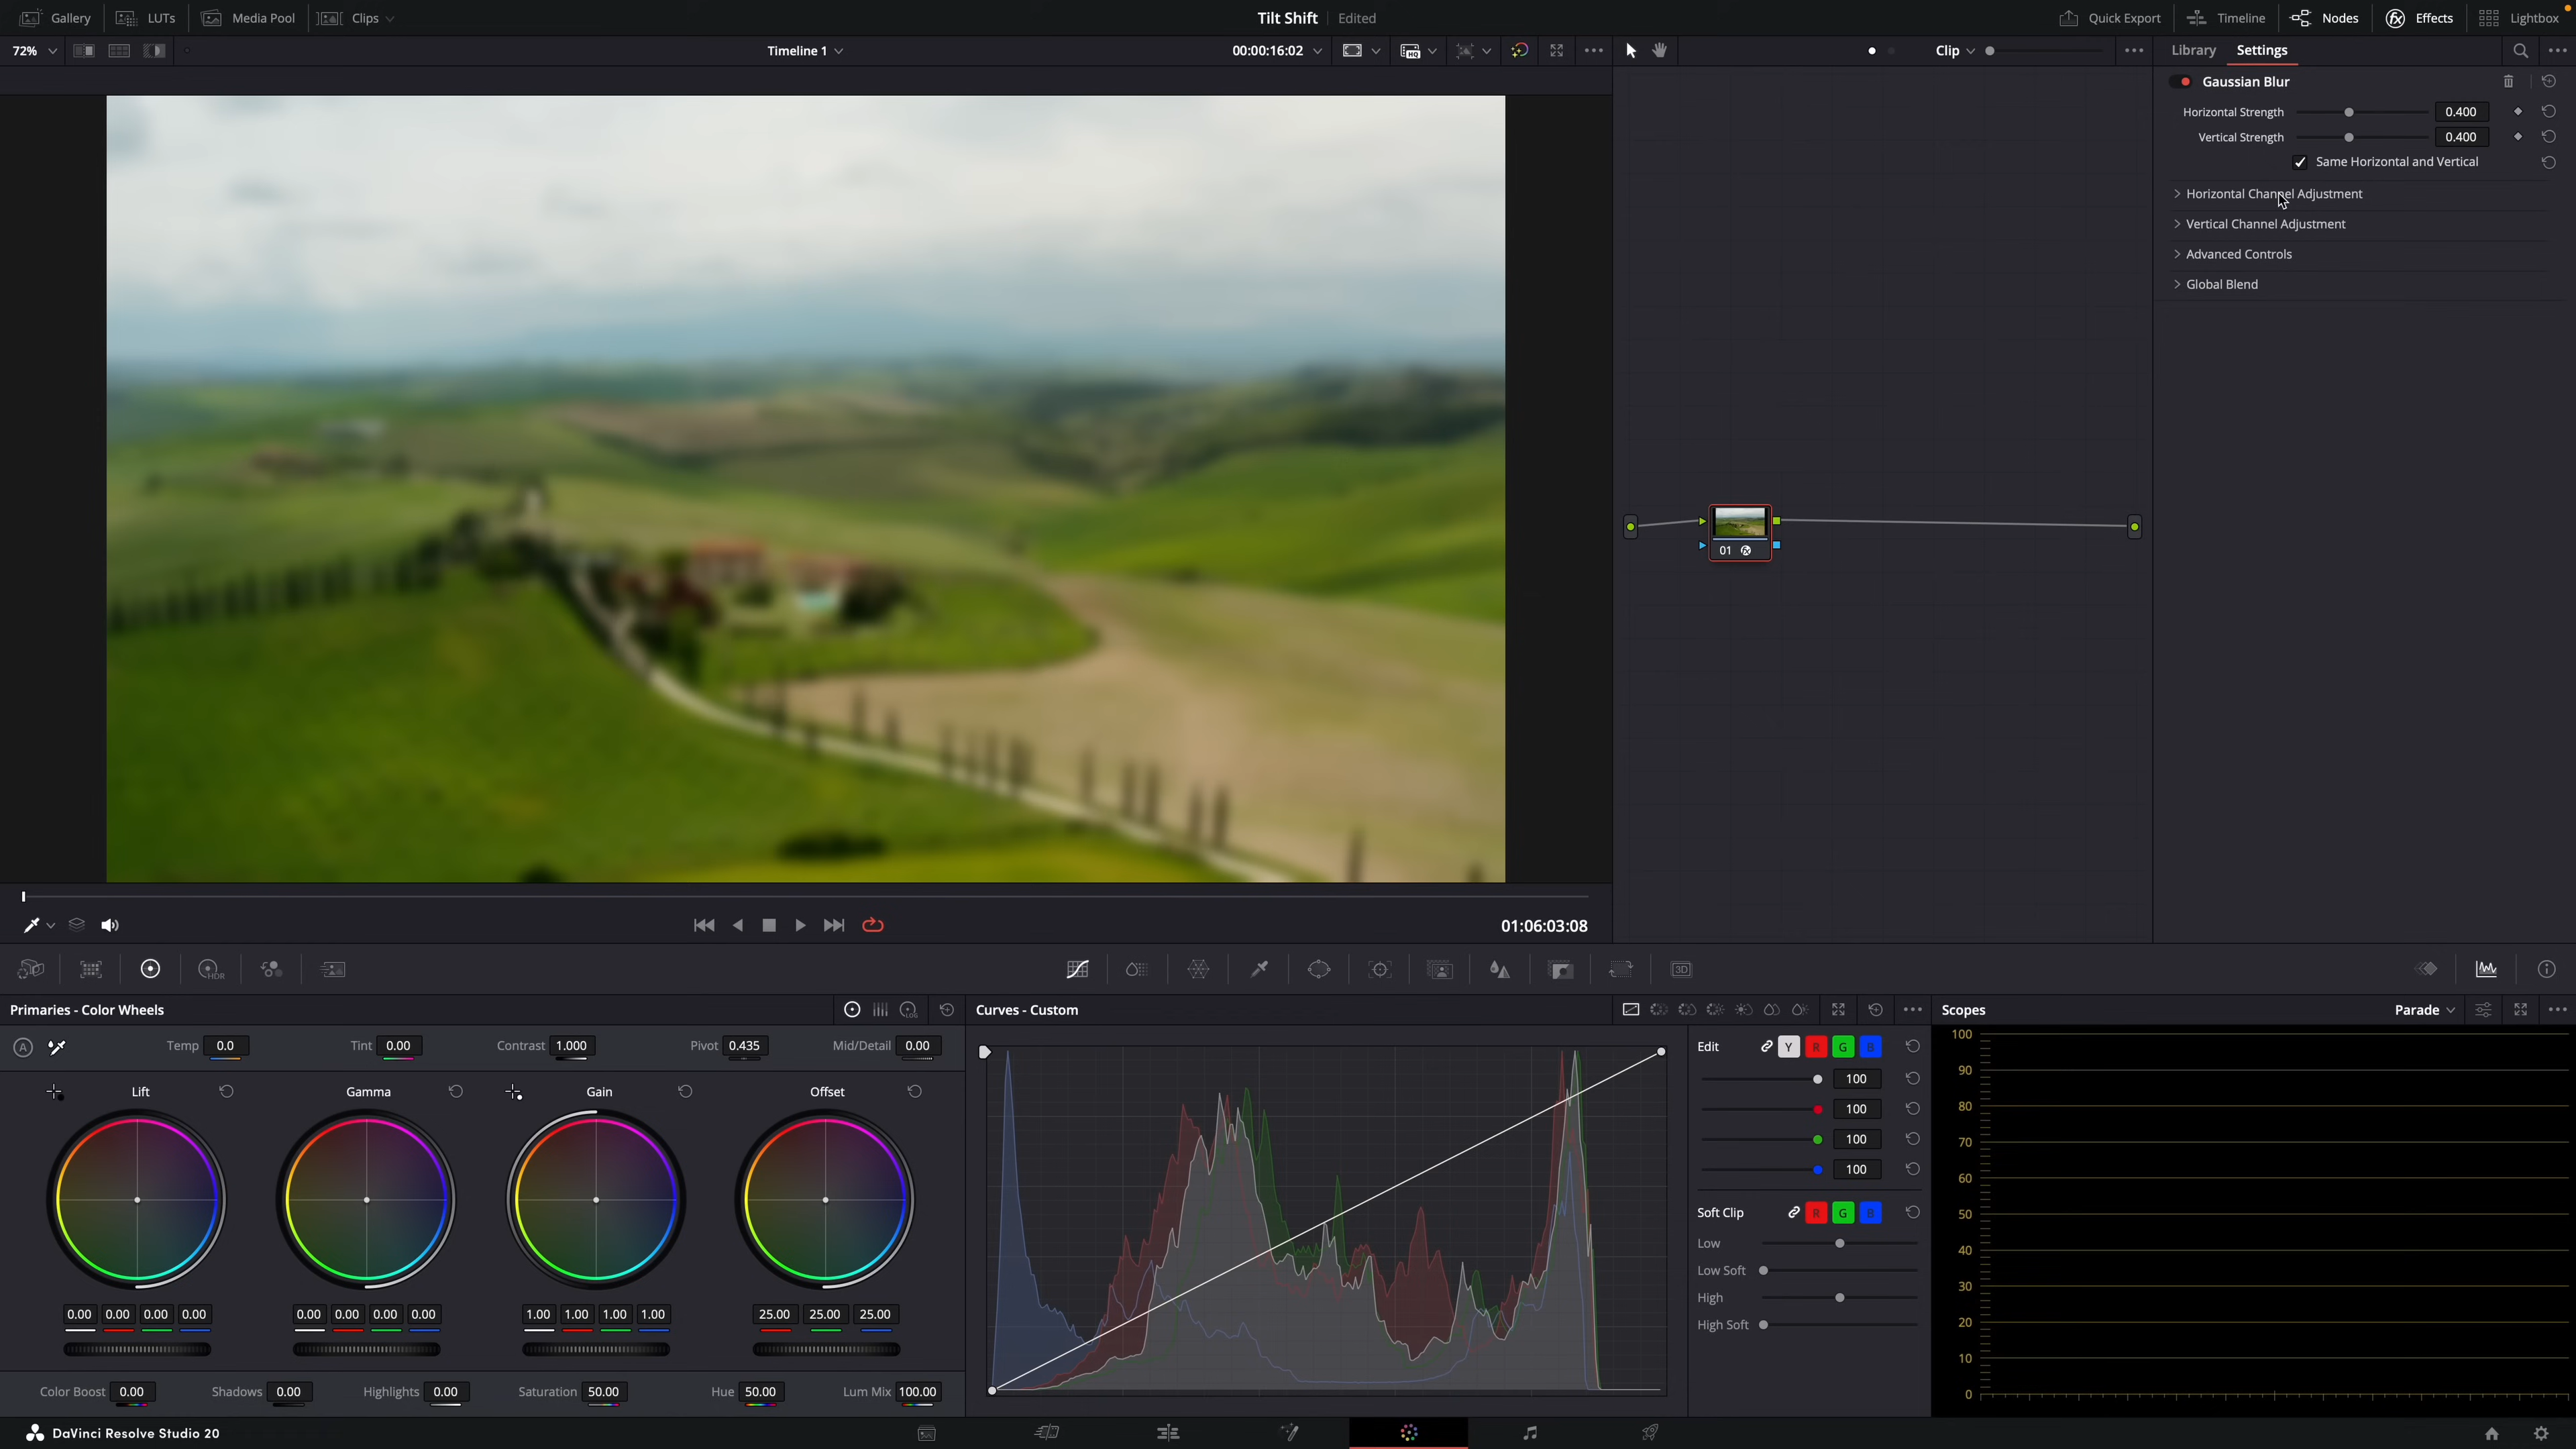 Gallery LUTs Media Pool Clips Tilt Shift Edited Quick Export Timeline Nodes Effects Lightbox
72% Timeline 1 00:00:16:02 HQ Clip Library Settings
Gaussian Blur
Horizontal Strength 0.400
Vertical Strength 0.400
Same Horizontal and Vertical
Horizontal Channel Adjustment
Vertical Channel Adjustment
Advanced Controls
Global Blend
01
01:06:03:08
HDR 3D
Primaries - Color Wheels LOG
A Temp 0.0 Tint 0.00 Contrast 1.000 Pivot 0.435 Mid/Detail 0.00
Lift Gamma Gain Offset
0.00 0.00 0.00 0.00 0.00 0.00 0.00 0.00 1.00 1.00 1.00 1.00 25.00 25.00 25.00
Color Boost 0.00 Shadows 0.00 Highlights 0.00 Saturation 50.00 Hue 50.00 Lum Mix 100.00
Curves - Custom
Edit Y R G B
100
100
100
100
Soft Clip R G B
Low
Low Soft
High
High Soft
Scopes Parade
100
90
80
70
60
50
40
30
20
10
0
DaVinci Resolve Studio 20